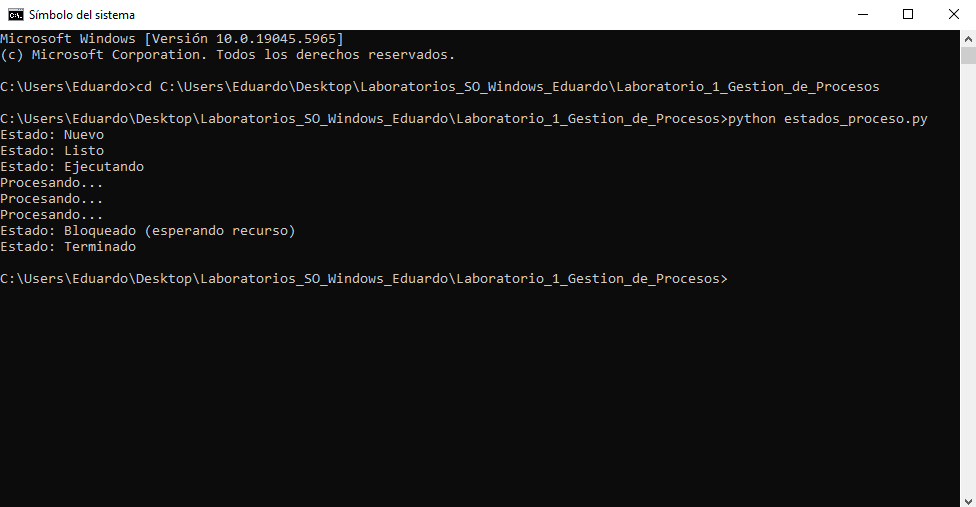 Símbolo del sistema
Microsoft Windows [Versión 10.0.19045.5965]
(c) Microsoft Corporation. Todos los derechos reservados.
C:\Users\Eduardo>cd C:\Users\Eduardo\Desktop\Laboratorios_SO_Windows_Eduardo\Laboratorio_1_Gestion_de_Procesos
C:\Users\Eduardo\Desktop\Laboratorios_SO_Windows_Eduardo\Laboratorio_1_Gestion_de_Procesos>python estados_proceso.py
Estado: Nuevo
Estado: Listo
Estado: Ejecutando
Procesando...
Procesando...
Procesando...
Estado: Bloqueado (esperando recurso)
Estado: Terminado
C:\Users\Eduardo\Desktop\Laboratorios_SO_Windows_Eduardo\Laboratorio_1_Gestion_de_Procesos>